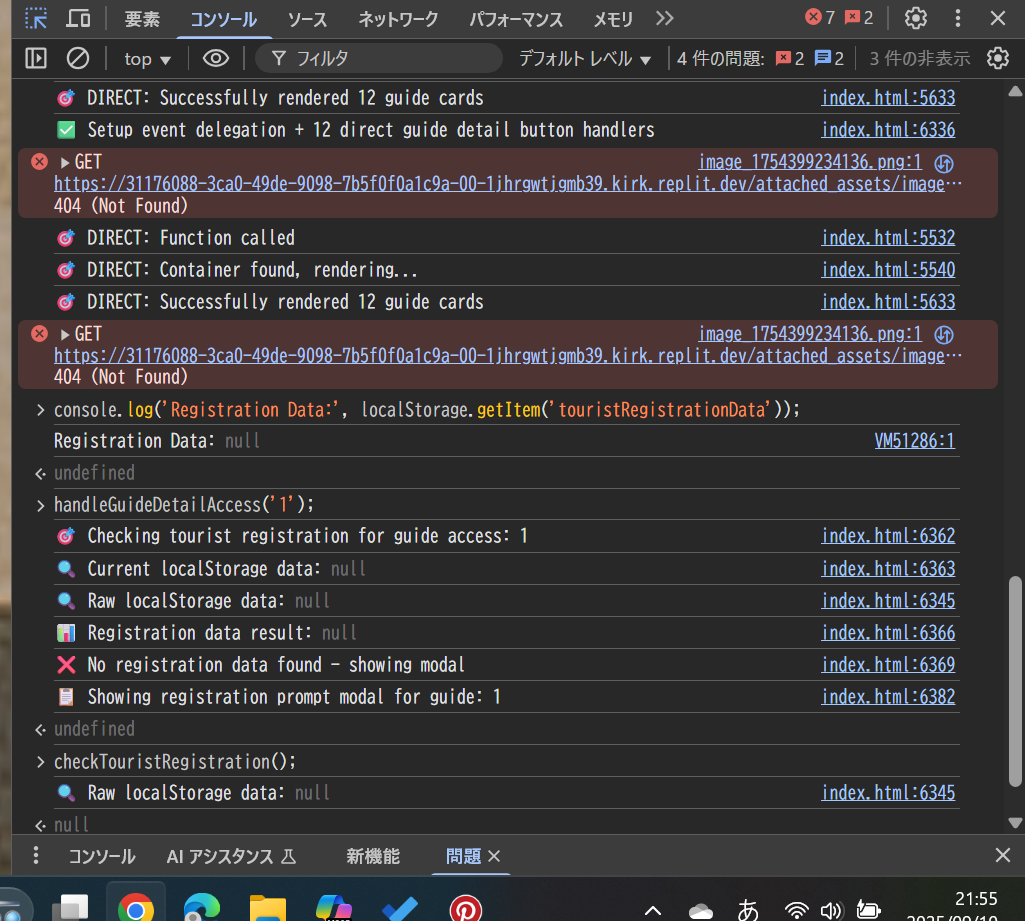 要素 コンソール ソース ネットワーク パフォーマンス メモリ 7 2
top フィルタ デフォルト レベル 4 件の問題: 2 2 3 件の非表示
🎯 DIRECT: Successfully rendered 12 guide cards index.html:5633
✅ Setup event delegation + 12 direct guide detail button handlers index.html:6336
GET image_1754399234136.png:1
https://31176088-3ca0-49de-9098-7b5f0f0a1c9a-00-1jhrgwtjgmb39.kirk.replit.dev/attached_assets/image…
404 (Not Found)
🎯 DIRECT: Function called index.html:5532
🎯 DIRECT: Container found, rendering... index.html:5540
🎯 DIRECT: Successfully rendered 12 guide cards index.html:5633
GET image_1754399234136.png:1
https://31176088-3ca0-49de-9098-7b5f0f0a1c9a-00-1jhrgwtjgmb39.kirk.replit.dev/attached_assets/image…
404 (Not Found)
> console.log('Registration Data:', localStorage.getItem('touristRegistrationData'));
Registration Data: null VM51286:1
undefined
> handleGuideDetailAccess('1');
🎯 Checking tourist registration for guide access: 1 index.html:6362
🔍 Current localStorage data: null index.html:6363
🔍 Raw localStorage data: null index.html:6345
📊 Registration data result: null index.html:6366
❌ No registration data found - showing modal index.html:6369
📋 Showing registration prompt modal for guide: 1 index.html:6382
undefined
> checkTouristRegistration();
🔍 Raw localStorage data: null index.html:6345
null
コンソール AI アシスタンス 新機能 問題
あ 21:55